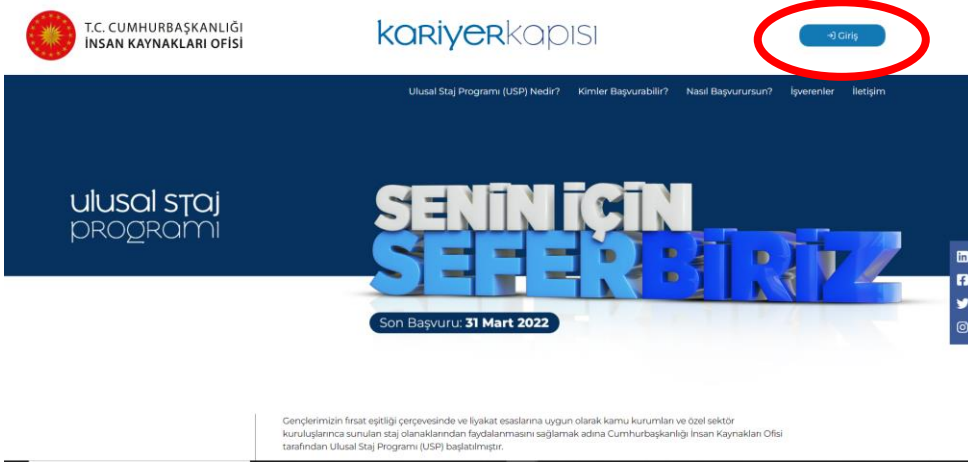 T.C. CUMHURBAŞKANLIĞI
İNSAN KAYNAKLARI OFİSİ
kariyerkapısı
Giriş
Ulusal Staj Programı (USP) Nedir? Kimler Başvurabilir? Nasıl Başvurursun? İşverenler İletişim
ulusal staj
programı
SENİN İÇİN
SEFERBİRİZ
Son Başvuru: 31 Mart 2022
Gençlerimizin fırsat eşitliği çerçevesinde ve liyakat esaslarına uygun olarak kamu kurumları ve özel sektör
kuruluşlarınca sunulan staj olanaklarından faydalanmasını sağlamak adına Cumhurbaşkanlığı İnsan Kaynakları Ofisi
tarafından Ulusal Staj Programı (USP) başlatılmıştır.